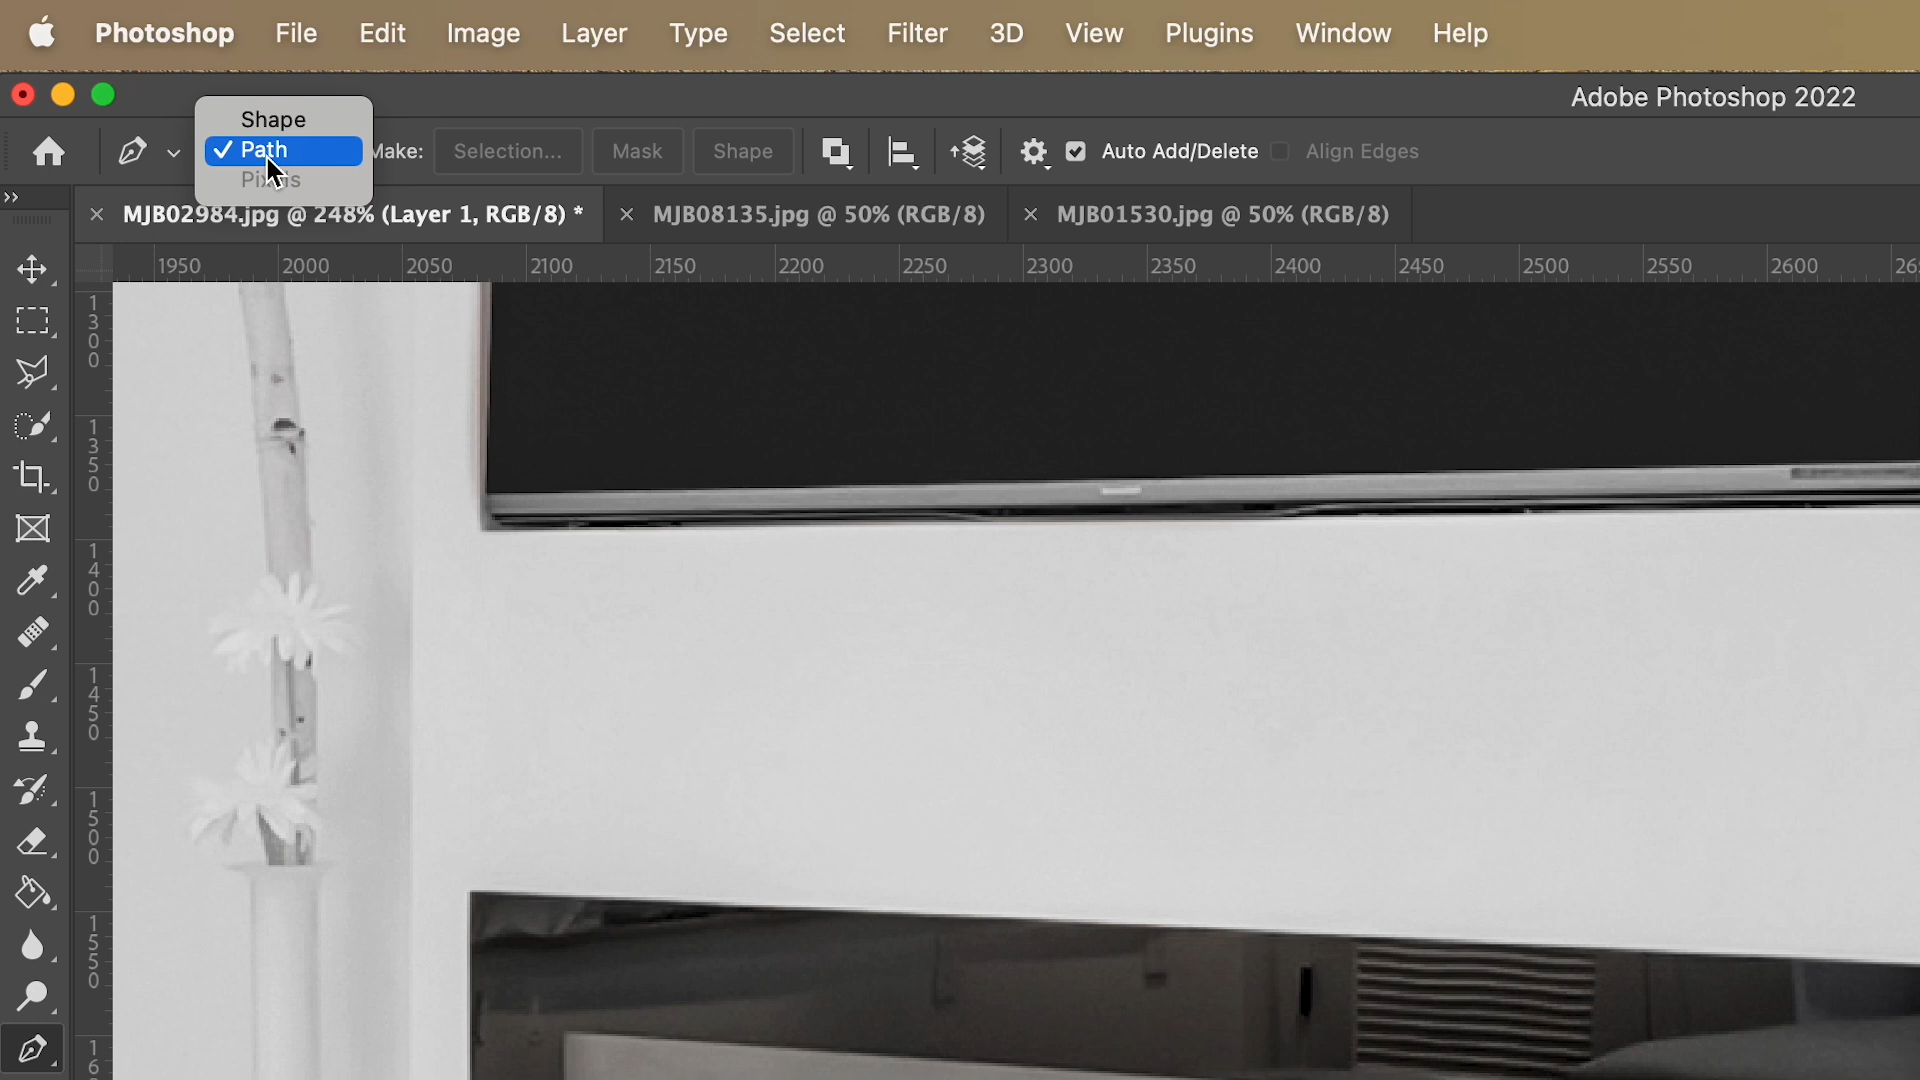 Photoshop File Edit Image Layer Type Select Filter 3D View Plugins Window Help
Adobe Photoshop 2022
Shape
✓ Path
Make: Selection... Mask Shape Auto Add/Delete Align Edges
× MJB02984.jpg @ 248% (Layer 1, RGB/8) * × MJB08135.jpg @ 50% (RGB/8) × MJB01530.jpg @ 50% (RGB/8)
1950 2000 2050 2100 2150 2200 2250 2300 2350 2400 2450 2500 2550 2600
1300
1350
1400
1450
1500
1550